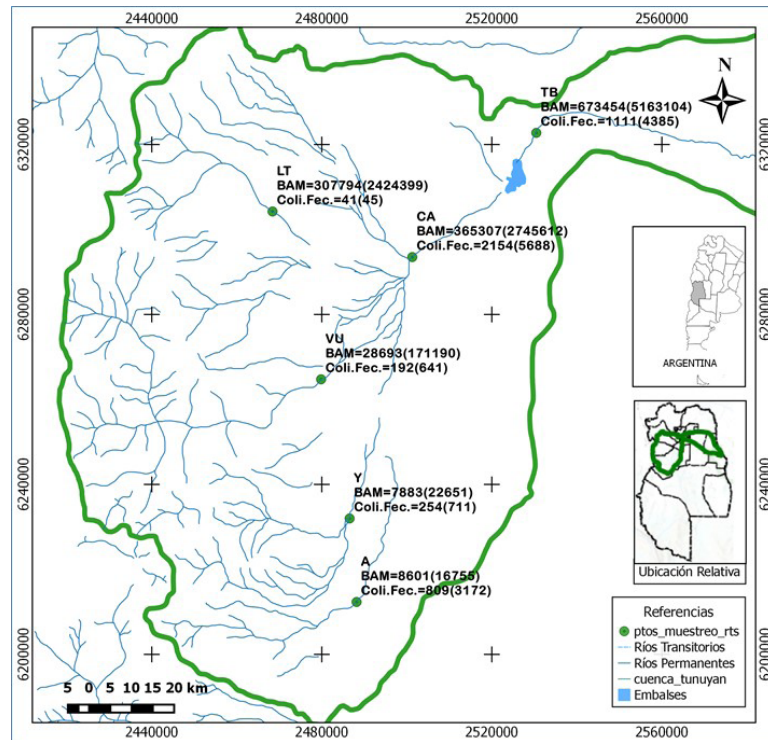 2440000 2480000 2520000 2560000
N
TB
BAM=673454(5163104)
Coli.Fec.=1111(4385)
6320000
6320000
LT
BAM=307794(2424399)
Coli.Fec.=41(45)
CA
BAM=365307(2745612)
Coli.Fec.=2154(5688)
6280000
6280000
VU
BAM=28693(171190)
Coli.Fec.=192(641)
ARGENTINA
6240000
6240000
Y
BAM=7883(22651)
Coli.Fec.=254(711)
A
BAM=8601(16755)
Coli.Fec.=809(3172)
Ubicación Relativa
6200000
6200000
Referencias
ptos_muestreo_rts
Ríos Transitorios
Ríos Permanentes
cuenca_tunuyan
Embalses
5 0 5 10 15 20 km
2440000 2480000 2520000 2560000